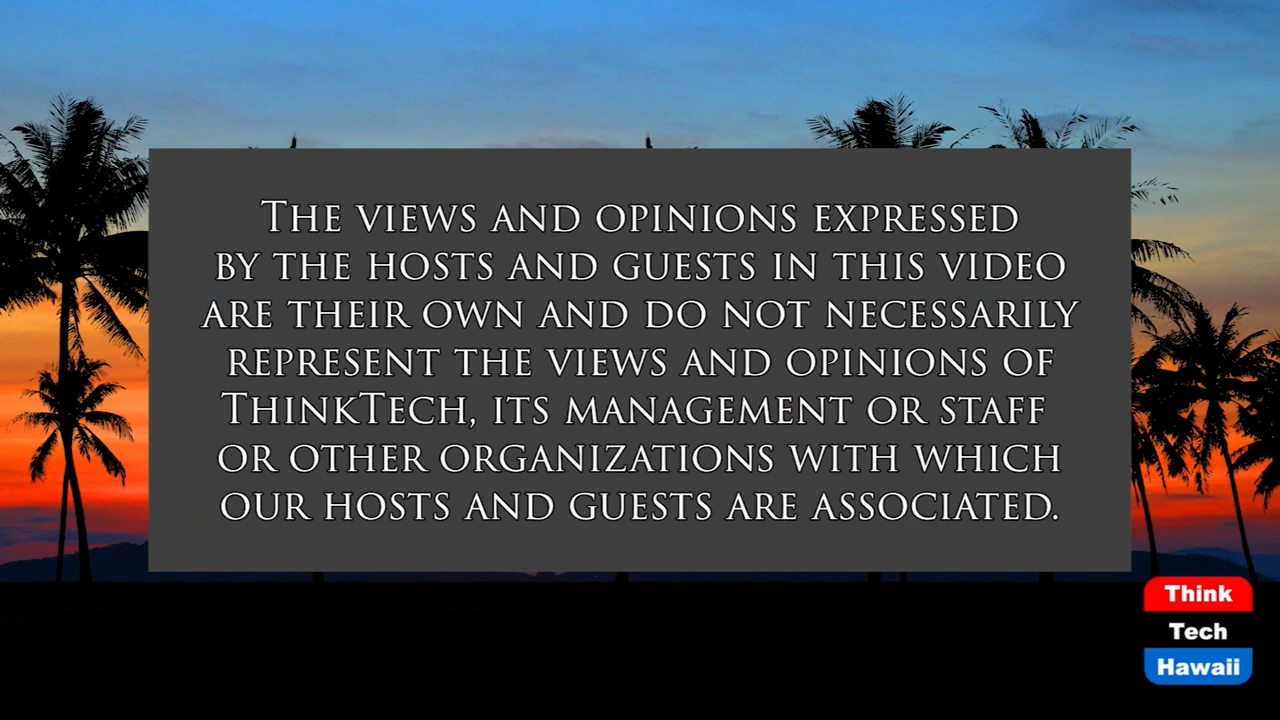 The views and opinions expressed
by the hosts and guests in this video
are their own and do not necessarily
represent the views and opinions of
ThinkTech, its management or staff
or other organizations with which
our hosts and guests are associated.
Think
Tech
Hawaii